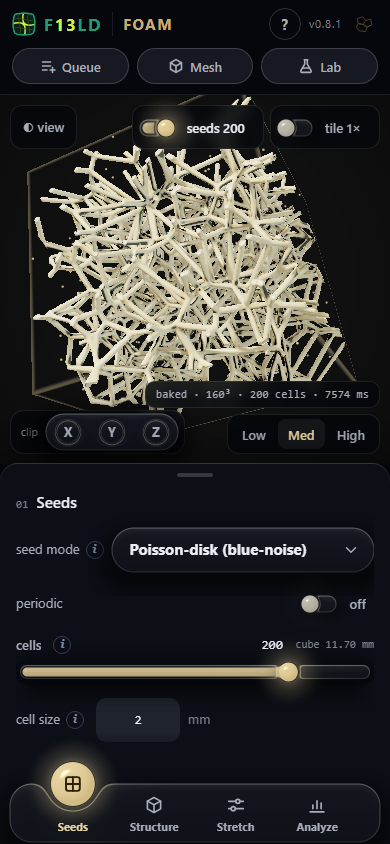 F13LD FOAM ? v0.8.1
Queue Mesh Lab
view seeds 200 tile 1×
baked · 160³ · 200 cells · 7574 ms
clip X Y Z Low Med High
01 Seeds
seed mode i Poisson-disk (blue-noise)
periodic off
cells i 200 cube 11.70 mm
cell size i 2 mm
Seeds Structure Stretch Analyze